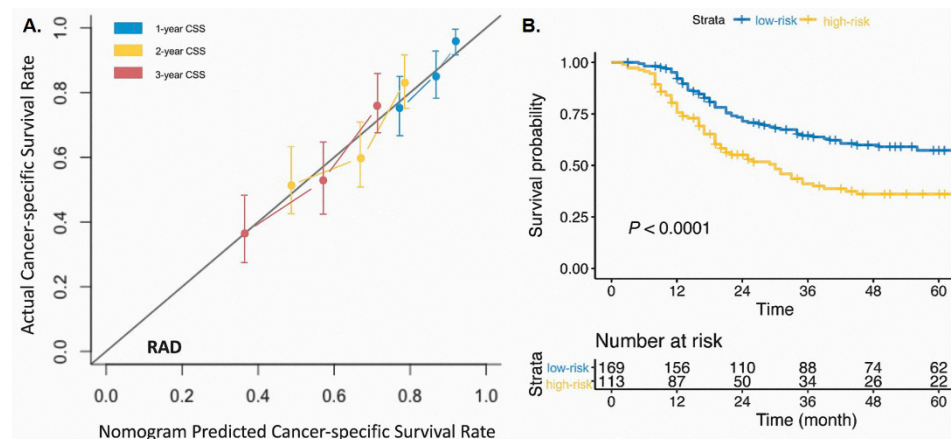 A.
1-year CSS
2-year CSS
3-year CSS
Actual Cancer-specific Survival Rate
1.0
0.8
0.6
0.4
0.2
0.0
RAD
0.0 0.2 0.4 0.6 0.8 1.0
Nomogram Predicted Cancer-specific Survival Rate
B.
Strata low-risk high-risk
Survival probability
1.00
0.75
0.50
0.25
0.00
P < 0.0001
0 12 24 36 48 60
Time
Number at risk
Strata
low-risk 169 156 110 88 74 62
high-risk 113 87 50 34 26 22
0 12 24 36 48 60
Time (month)